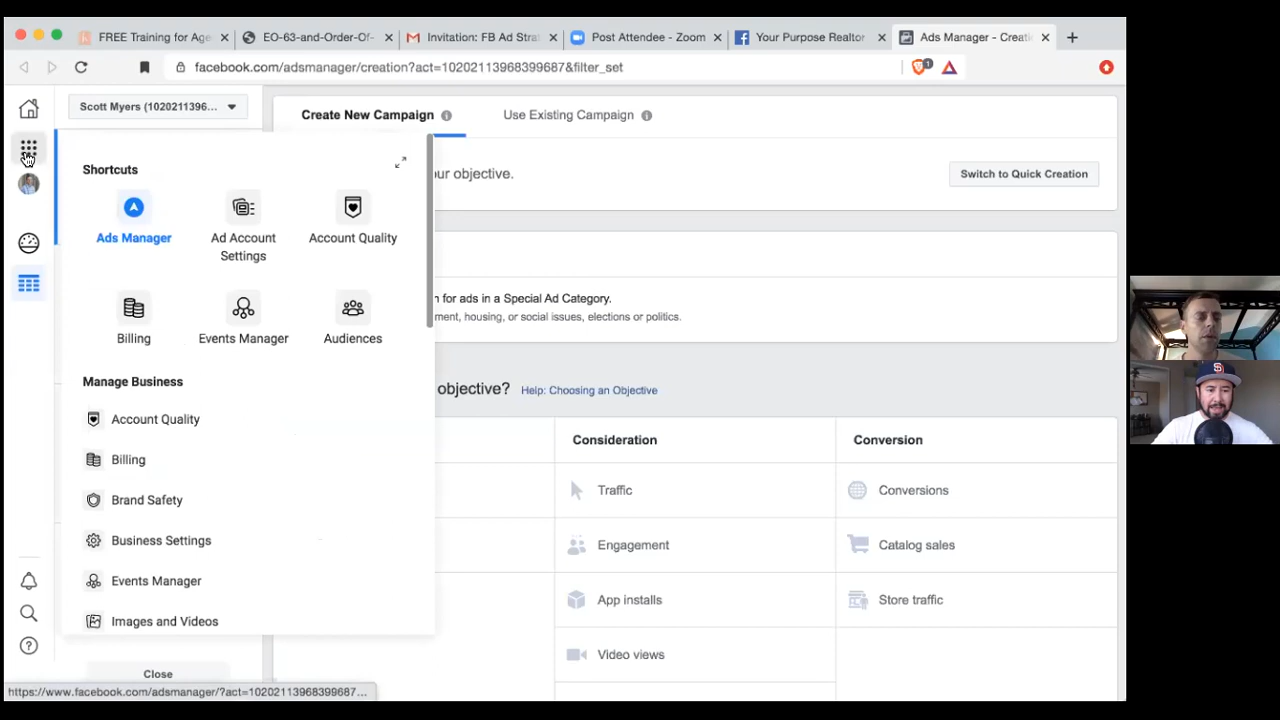 FREE Training for Age
EO-63-and-Order-Of-
Invitation: FB Ad Stra
Post Attendee - Zoom
Your Purpose Realtor
Ads Manager - Creati
facebook.com/adsmanager/creation?act=10202113968399687&filter_set
1
Scott Myers (1020211396...
Create New Campaign
Use Existing Campaign
ur objective.
Switch to Quick Creation
Shortcuts
Ads Manager
Ad Account
Settings
Account Quality
n for ads in a Special Ad Category.
ment, housing, or social issues, elections or politics.
Billing
Events Manager
Audiences
Manage Business
objective?
Help: Choosing an Objective
Account Quality
Billing
Brand Safety
Business Settings
Events Manager
Images and Videos
Consideration
Conversion
Traffic
Conversions
Engagement
Catalog sales
App installs
Store traffic
Video views
Close
https://www.facebook.com/adsmanager/?act=10202113968399687...